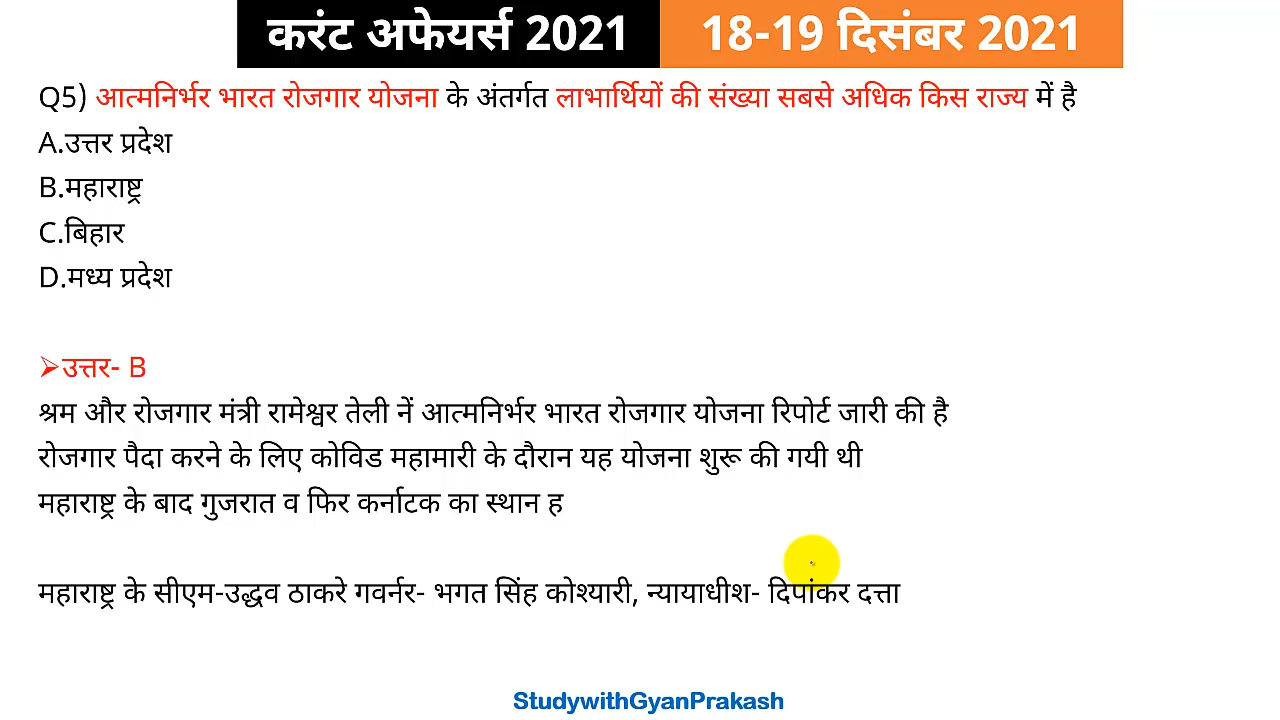 करंट अफेयर्स 2021 18-19 दिसंबर 2021
Q5) आत्मनिर्भर भारत रोजगार योजना के अंतर्गत लाभार्थियों की संख्या सबसे अधिक किस राज्य में है
A.उत्तर प्रदेश
B.महाराष्ट्र
C.बिहार
D.मध्य प्रदेश
➢उत्तर- B
श्रम और रोजगार मंत्री रामेश्वर तेली नें आत्मनिर्भर भारत रोजगार योजना रिपोर्ट जारी की है
रोजगार पैदा करने के लिए कोविड महामारी के दौरान यह योजना शुरू की गयी थी
महाराष्ट्र के बाद गुजरात व फिर कर्नाटक का स्थान ह
महाराष्ट्र के सीएम-उद्धव ठाकरे गवर्नर- भगत सिंह कोश्यारी, न्यायाधीश- दिपांकर दत्ता
StudywithGyanPrakash